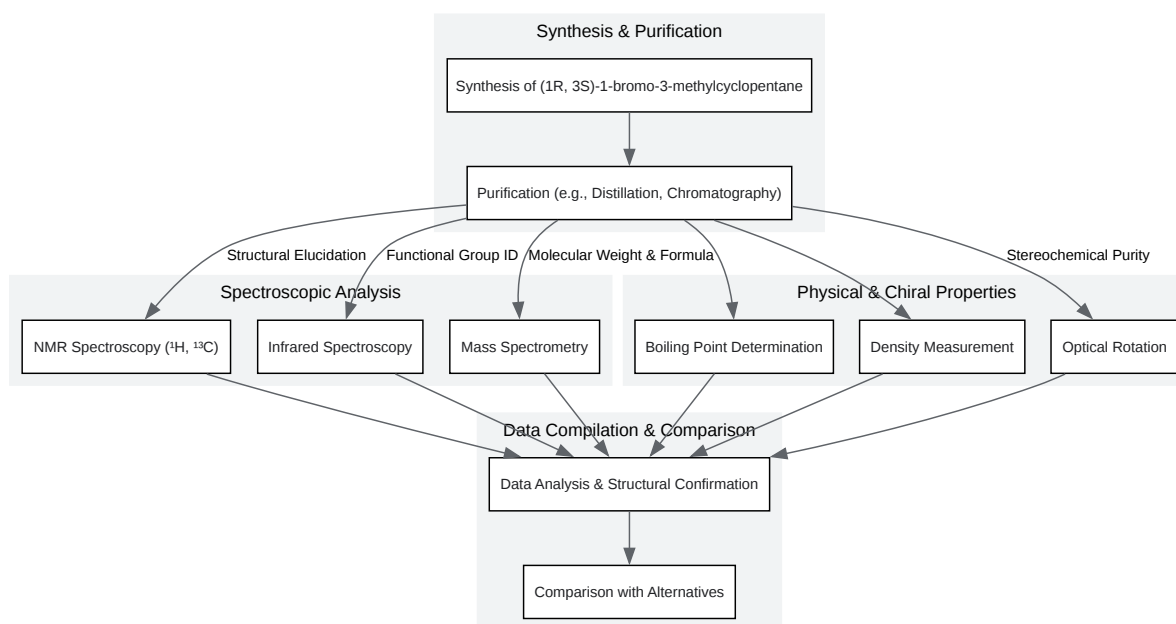 Synthesis & Purification
Synthesis of (1R, 3S)-1-bromo-3-methylcyclopentane
Purification (e.g., Distillation, Chromatography)
Structural Elucidation
Functional Group ID
Molecular Weight & Formula
Stereochemical Purity
Spectroscopic Analysis
Physical & Chiral Properties
NMR Spectroscopy (¹H, ¹³C)
Infrared Spectroscopy
Mass Spectrometry
Boiling Point Determination
Density Measurement
Optical Rotation
Data Compilation & Comparison
Data Analysis & Structural Confirmation
Comparison with Alternatives